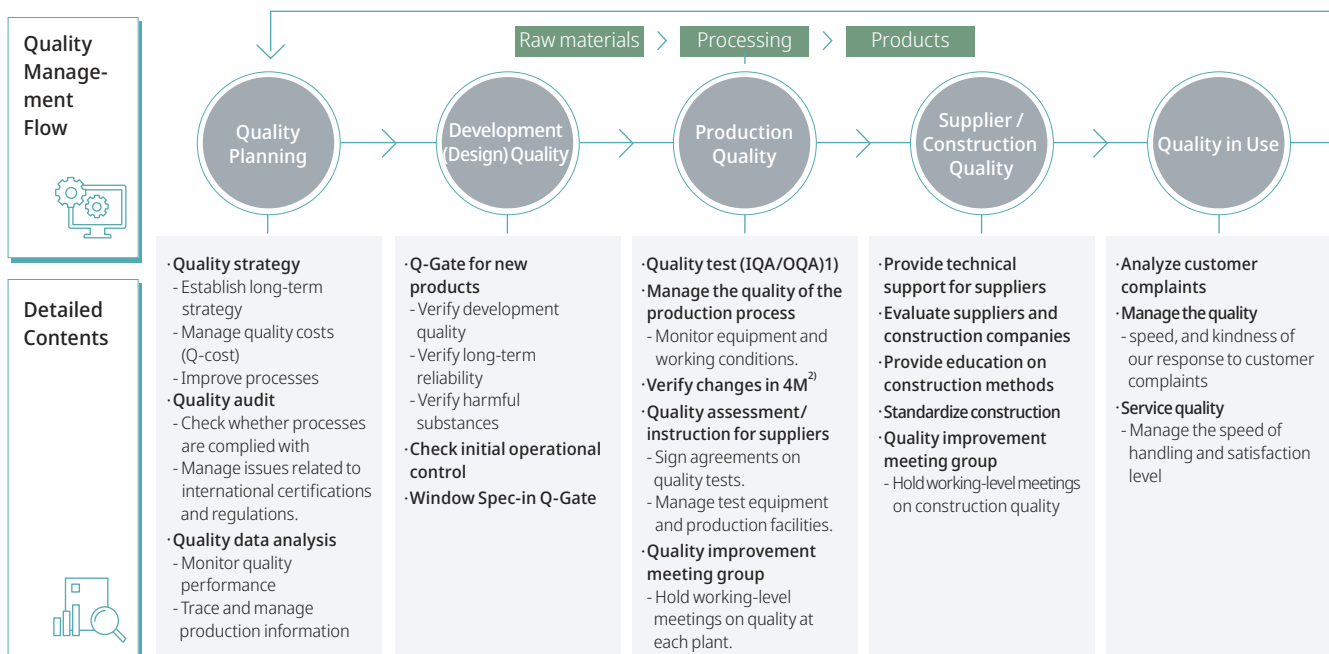 Quality
Manage-
ment
Flow
Raw materials
Processing
Products
Quality
Planning
Development
(Design) Quality
Production
Quality
Supplier /
Construction
Quality
Quality in Use
Detailed
Contents
·Quality strategy
- Establish long-term
strategy
- Manage quality costs
(Q-cost)
- Improve processes
·Quality audit
- Check whether processes
are complied with
- Manage issues related to
international certifications
and regulations.
·Quality data analysis
- Monitor quality
performance
- Trace and manage
production information
·Q-Gate for new
products
- Verify development
quality
- Verify long-term
reliability
- Verify harmful
substances
·Check initial operational
control
·Window Spec-in Q-Gate
·Quality test (IQA/OQA)1)
·Manage the quality of the
production process
- Monitor equipment and
working conditions.
·Verify changes in 4M2)
·Quality assessment/
instruction for suppliers
- Sign agreements on
quality tests.
- Manage test equipment
and production facilities.
·Quality improvement
meeting group
- Hold working-level
meetings on quality at
each plant.
·Provide technical
support for suppliers
·Evaluate suppliers and
construction companies
·Provide education on
construction methods
·Standardize construction
·Quality improvement
meeting group
- Hold working-level meetings
on construction quality
·Analyze customer
complaints
·Manage the quality
- speed, and kindness of
our response to customer
complaints
·Service quality
- Manage the speed of
handling and satisfaction
level